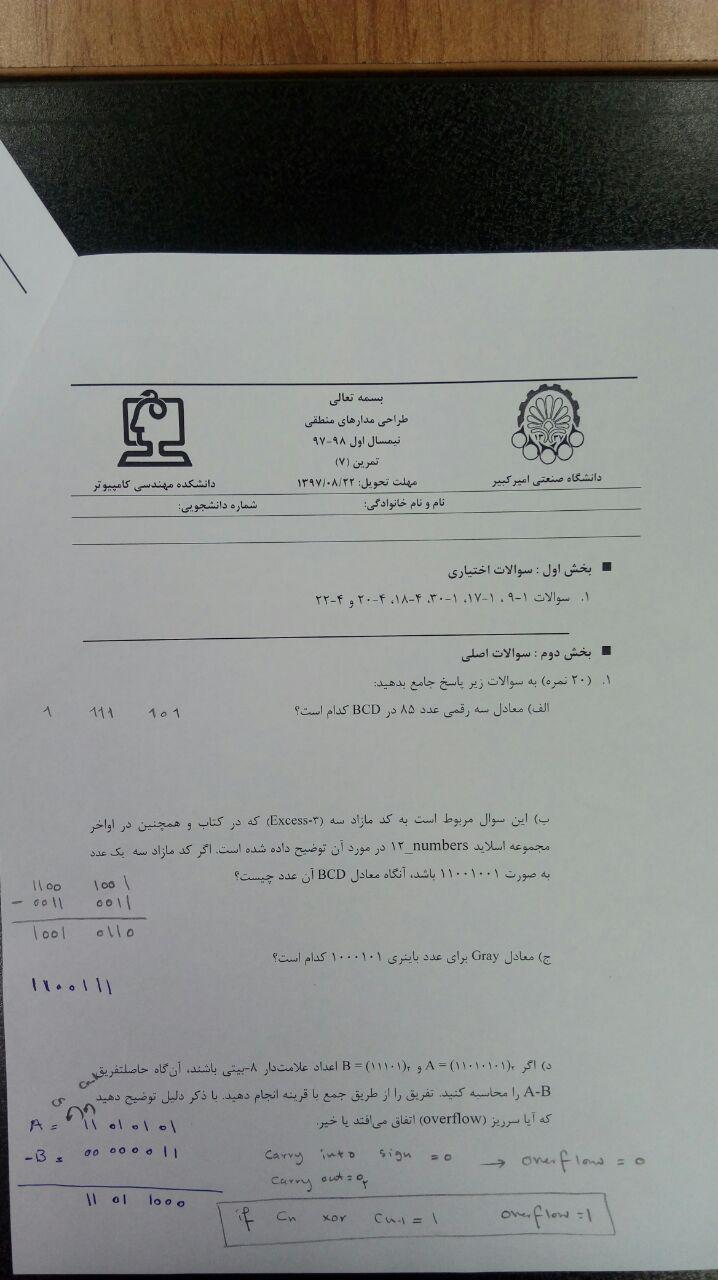 بسمه تعالی
طراحی مدارهای منطقی
نیمسال اول ۹۸-۹۷
تمرین (۷)
مهلت تحویل: ۱۳۹۷/۰۸/۲۲
دانشگاه صنعتی امیرکبیر
دانشکده مهندسی کامپیوتر
نام و نام خانوادگی:
شماره دانشجویی:
■ بخش اول : سوالات اختیاری
۱. سوالات ۱-۹ ، ۱-۱۷، ۱-۳۰، ۴-۱۸، ۴-۲۰ و ۴-۲۲
■ بخش دوم : سوالات اصلی
۱. (۲۰ نمره) به سوالات زیر پاسخ جامع بدهید:
الف) معادل سه رقمی عدد ۸۵ در BCD کدام است؟
1 111 101
ب) این سوال مربوط است به کد مازاد سه (Excess-۳) که در کتاب و همچنین در اواخر
مجموعه اسلاید ۱۲_numbers در مورد آن توضیح داده شده است. اگر کد مازاد سه یک عدد
به صورت ۱۱۰۰۱۰۰۱ باشد، آنگاه معادل BCD آن عدد چیست؟
1100 1001
- 0011 0011
1001 0110
ج) معادل Gray برای عدد باینری ۱۰۰۰۱۰۱ کدام است؟
1100111
د) اگر A = (۱۱۰۱۰۱۰۱)۲ و B = (۱۱۱۰۱)۲ اعداد علامت‌دار ۸-بیتی باشند، آن‌گاه حاصلتفریق
A-B را محاسبه کنید. تفریق را از طریق جمع با قرینه انجام دهید. با ذکر دلیل توضیح دهید
که آیا سرریز (overflow) اتفاق می‌افتد یا خیر.
A = 11 01 01 01
-B = 00 0000 11
11 01 1000
Carry into sign = 0 → overflow = 0
Carry out = 0
if Cn xor Cn-1 = 1 overflow = 1